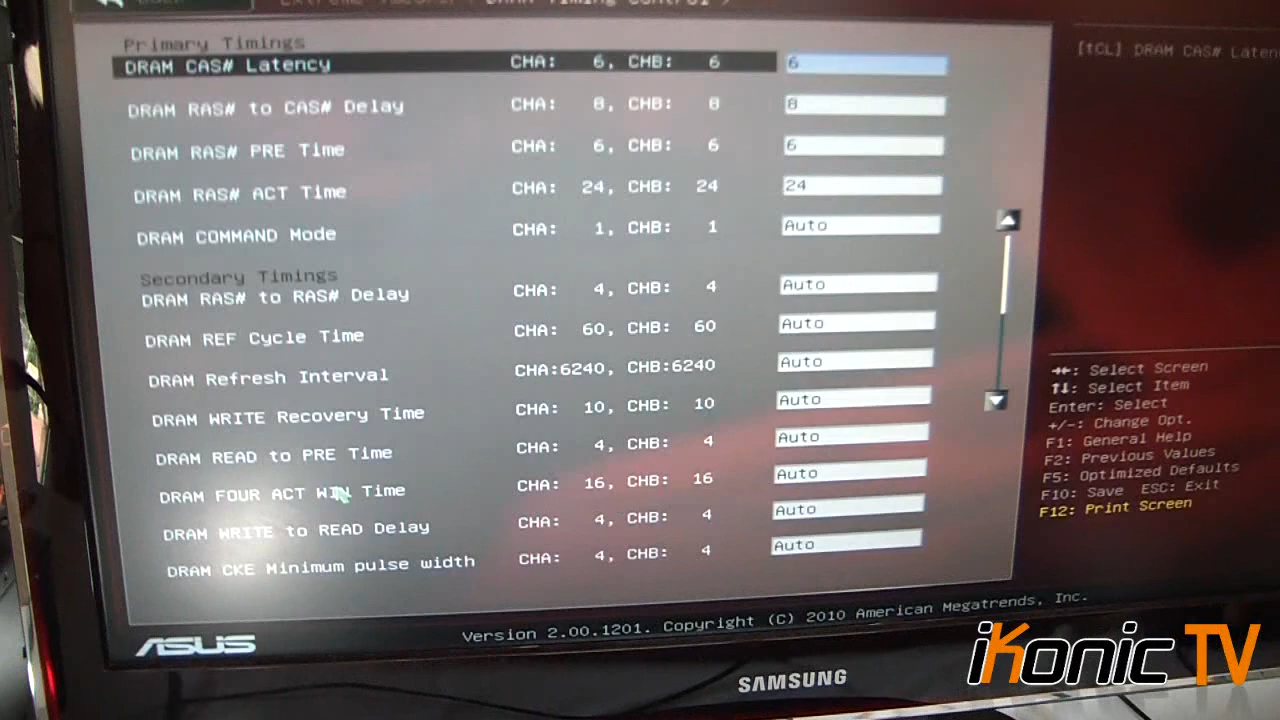 DRAM Timing Control >
Primary Timings
DRAM CAS# Latency CHA: 6, CHB: 6 6
DRAM RAS# to CAS# Delay CHA: 8, CHB: 8 8
DRAM RAS# PRE Time CHA: 6, CHB: 6 6
DRAM RAS# ACT Time CHA: 24, CHB: 24 24
DRAM COMMAND Mode CHA: 1, CHB: 1 Auto
Secondary Timings
DRAM RAS# to RAS# Delay CHA: 4, CHB: 4 Auto
DRAM REF Cycle Time CHA: 60, CHB: 60 Auto
DRAM Refresh Interval CHA:6240, CHB:6240 Auto
DRAM WRITE Recovery Time CHA: 10, CHB: 10 Auto
DRAM READ to PRE Time CHA: 4, CHB: 4 Auto
DRAM FOUR ACT WIN Time CHA: 16, CHB: 16 Auto
DRAM WRITE to READ Delay CHA: 4, CHB: 4 Auto
DRAM CKE Minimum pulse width CHA: 4, CHB: 4 Auto
[tCL] DRAM CAS# Laten
→←: Select Screen
↑↓: Select Item
Enter: Select
+/-: Change Opt.
F1: General Help
F2: Previous Values
F5: Optimized Defaults
F10: Save ESC: Exit
F12: Print Screen
Version 2.00.1201. Copyright (C) 2010 American Megatrends, Inc.
ASUS
SAMSUNG
iKonic TV